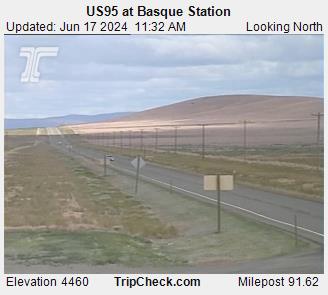 US95 at Basque Station
Updated: Jun 17 2024 11:32 AM Looking North
Elevation 4460 TripCheck.com Milepost 91.62